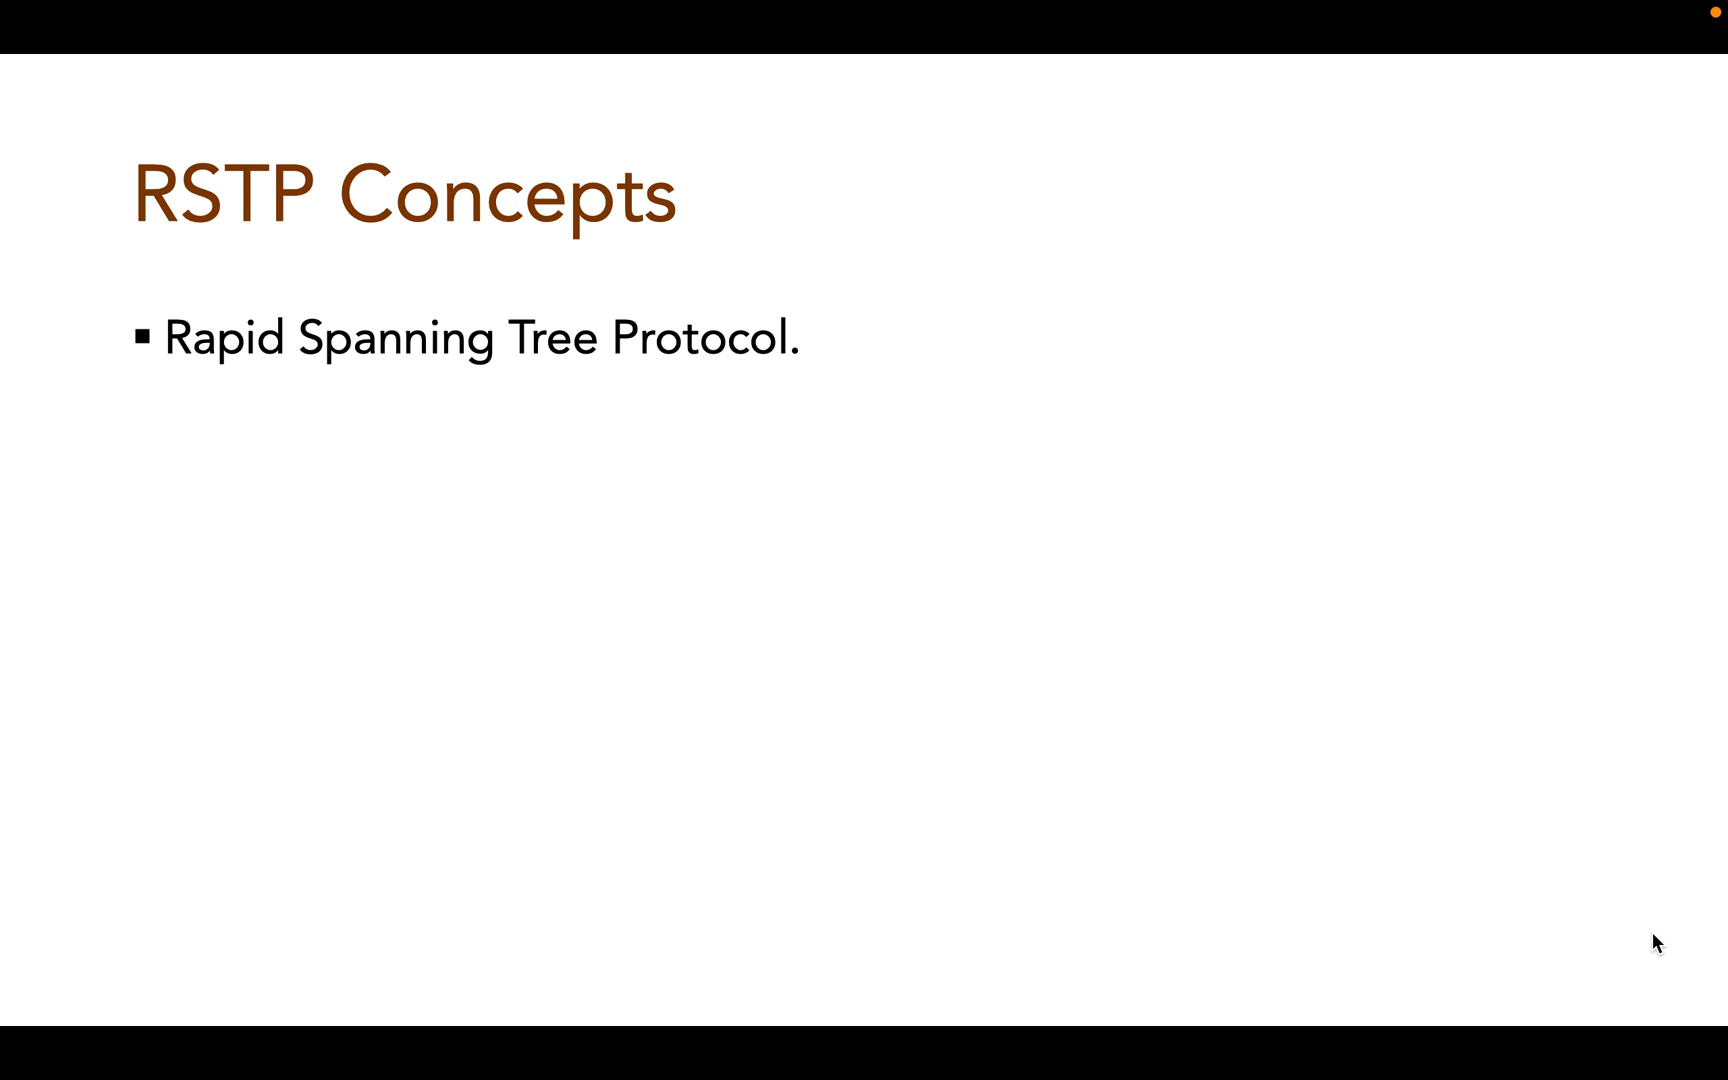 RSTP Concepts
▪ Rapid Spanning Tree Protocol.